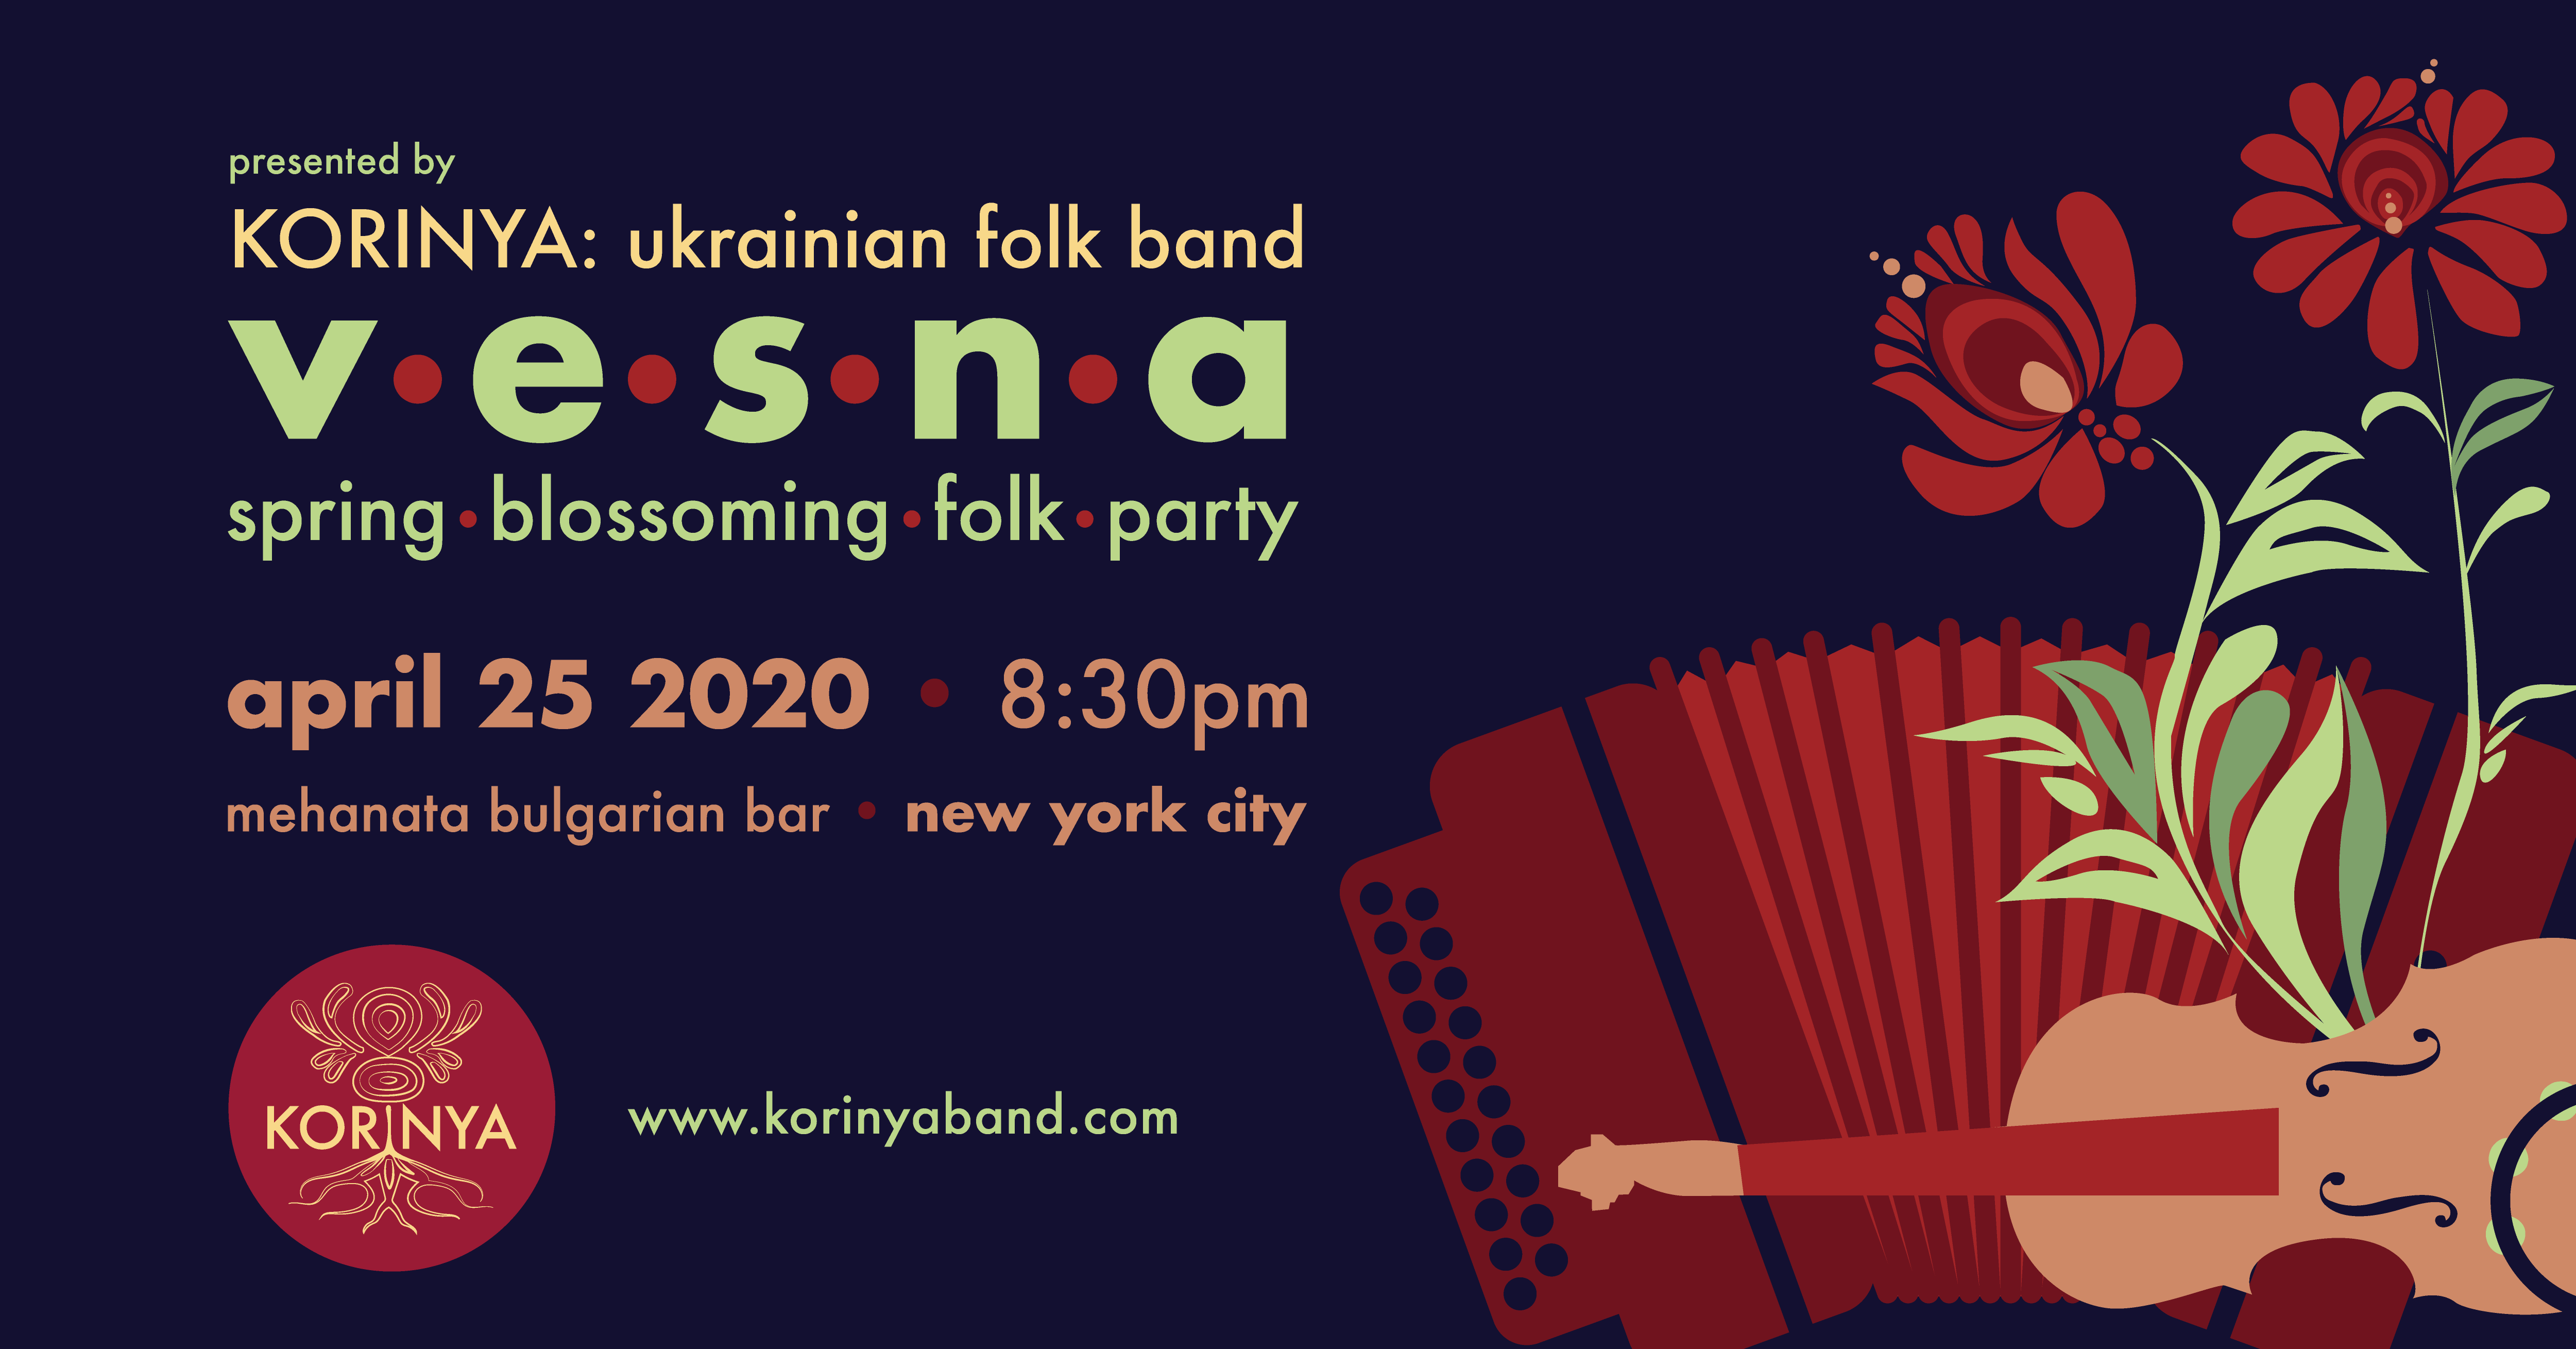 presented by
KORINYA: ukrainian folk band
v•e•s•n•a
spring•blossoming•folk•party
april 25 2020 • 8:30pm
mehanata bulgarian bar • new york city
KORINYA
www.korinyaband.com